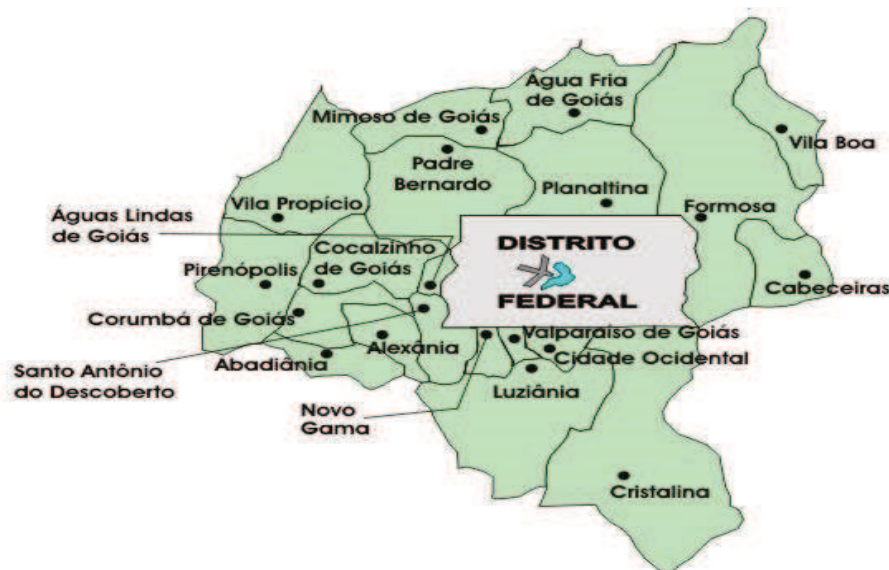 Água Fria
de Goiás
Mimoso de Goiás
Vila Boa
Padre
Bernardo
Planaltina
Vila Propício
Formosa
Águas Lindas
de Goiás
DISTRITO
FEDERAL
Cocalzinho
de Goiás
Pirenópolis
Cabeceiras
Corumbá de Goiás
Valparaiso de Goiás
Alexânia
Cidade Ocidental
Abadiânia
Santo Antônio
do Descoberto
Luziânia
Novo
Gama
Cristalina